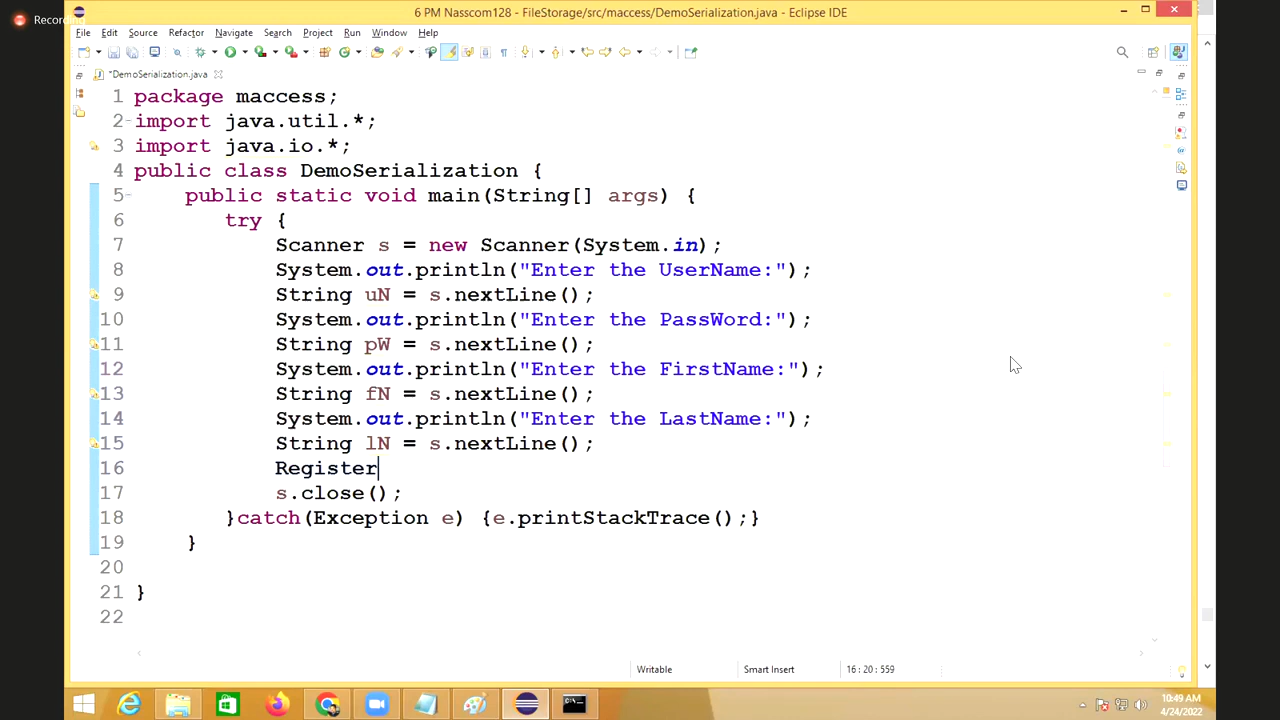 Recording
6 PM Nasscom128 - FileStorage/src/maccess/DemoSerialization.java - Eclipse IDE
File Edit Source Refactor Navigate Search Project Run Window Help
*DemoSerialization.java
1 package maccess;
2 import java.util.*;
3 import java.io.*;
4 public class DemoSerialization {
5 public static void main(String[] args) {
6 try {
7 Scanner s = new Scanner(System.in);
8 System.out.println("Enter the UserName:");
9 String uN = s.nextLine();
10 System.out.println("Enter the PassWord:");
11 String pW = s.nextLine();
12 System.out.println("Enter the FirstName:");
13 String fN = s.nextLine();
14 System.out.println("Enter the LastName:");
15 String lN = s.nextLine();
16 Register
17 s.close();
18 }catch(Exception e) {e.printStackTrace();}
19 }
20
21 }
22
Writable Smart Insert 16 : 20 : 559
10:49 AM
4/24/2022